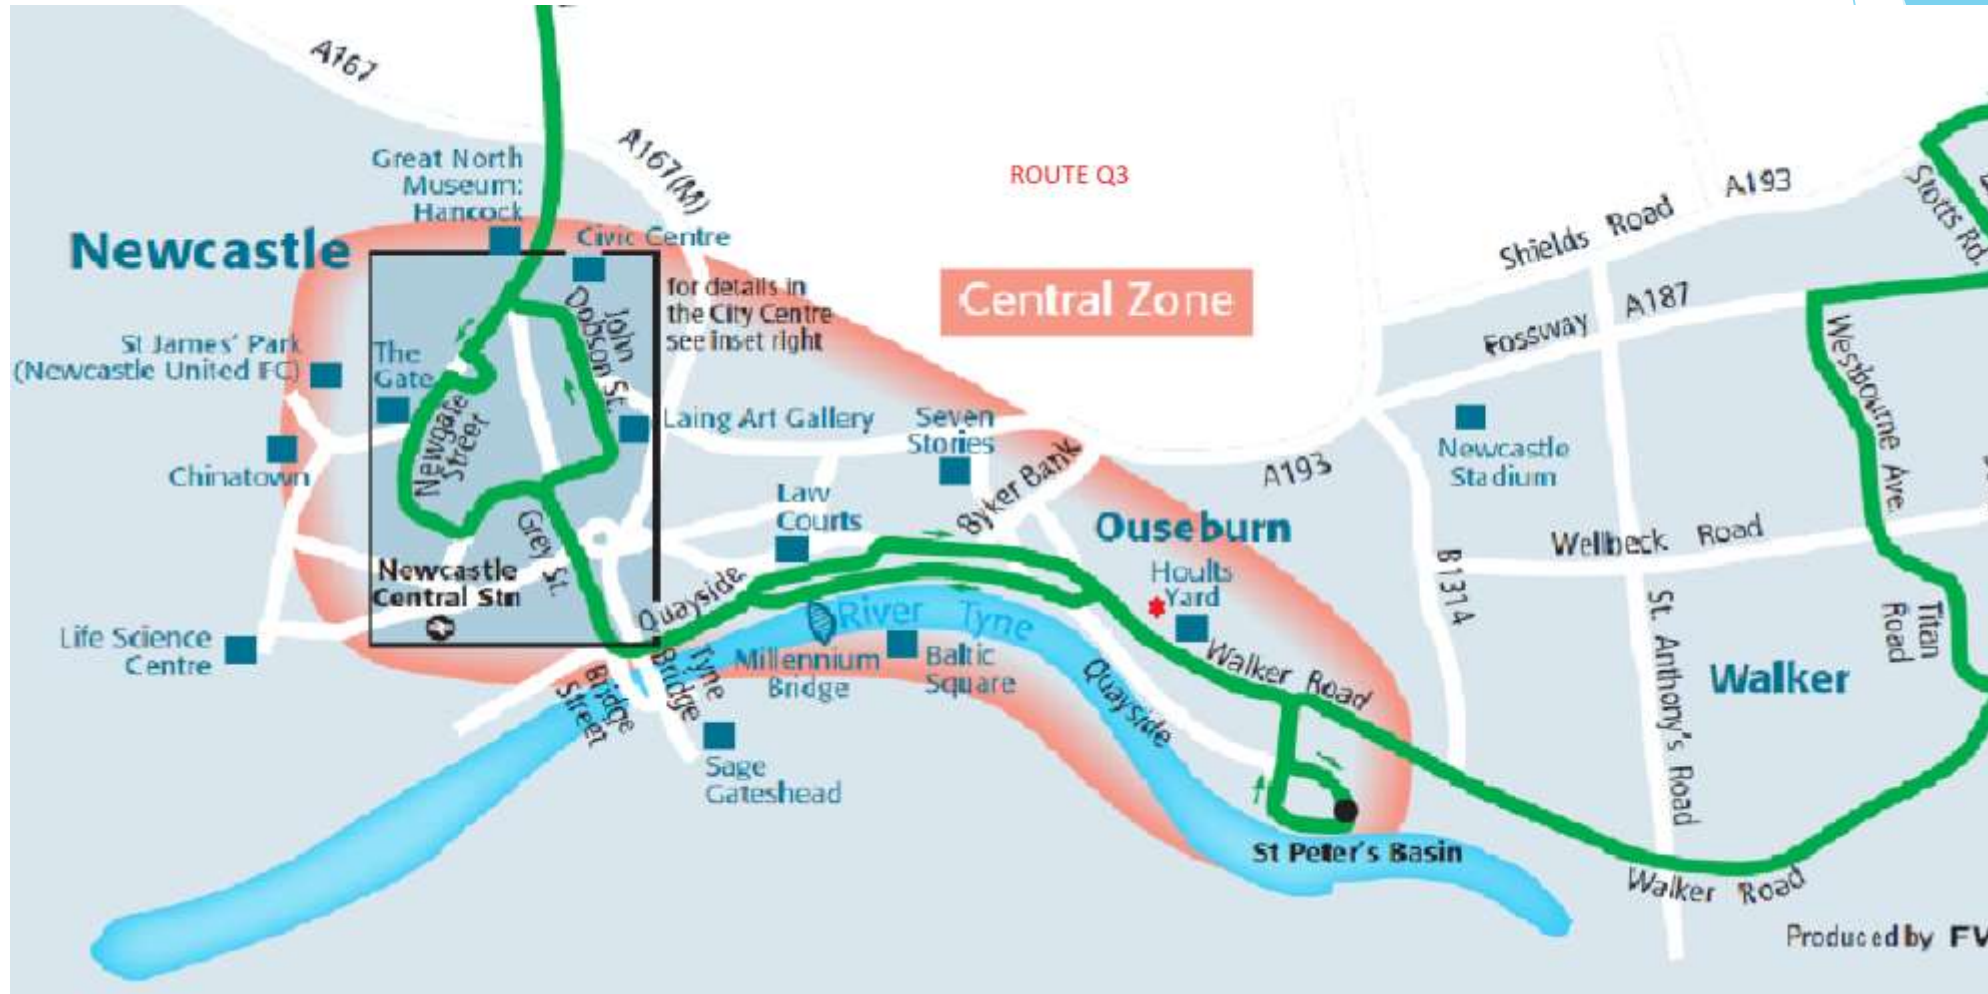 A167
A167(M)
Great North
Museum:
Hancock
ROUTE Q3
A193
Shields Road
Stotts Rd.
Newcastle
Civic Centre
for details in
the City Centre
see inset right
Central Zone
John
Dobson St.
A187
Fossway
St James' Park
(Newcastle United FC)
The
Gate
Newgate
Street
Westbourne Ave.
Laing Art Gallery
Seven
Stories
Newcastle
Stadium
Chinatown
A193
Byker Bank
Law
Courts
Ouseburn
Grey St.
Wellbeck Road
Newcastle
Central Stn
Quayside
Hoults
Yard
B1314
St. Anthony's Road
Titan
Road
River Tyne
Life Science
Centre
Millennium
Bridge
Baltic
Square
Tyne
Bridge
Bridge
Street
Quayside
Walker Road
Walker
Sage
Gateshead
St Peter's Basin
Walker Road
Produced by FW